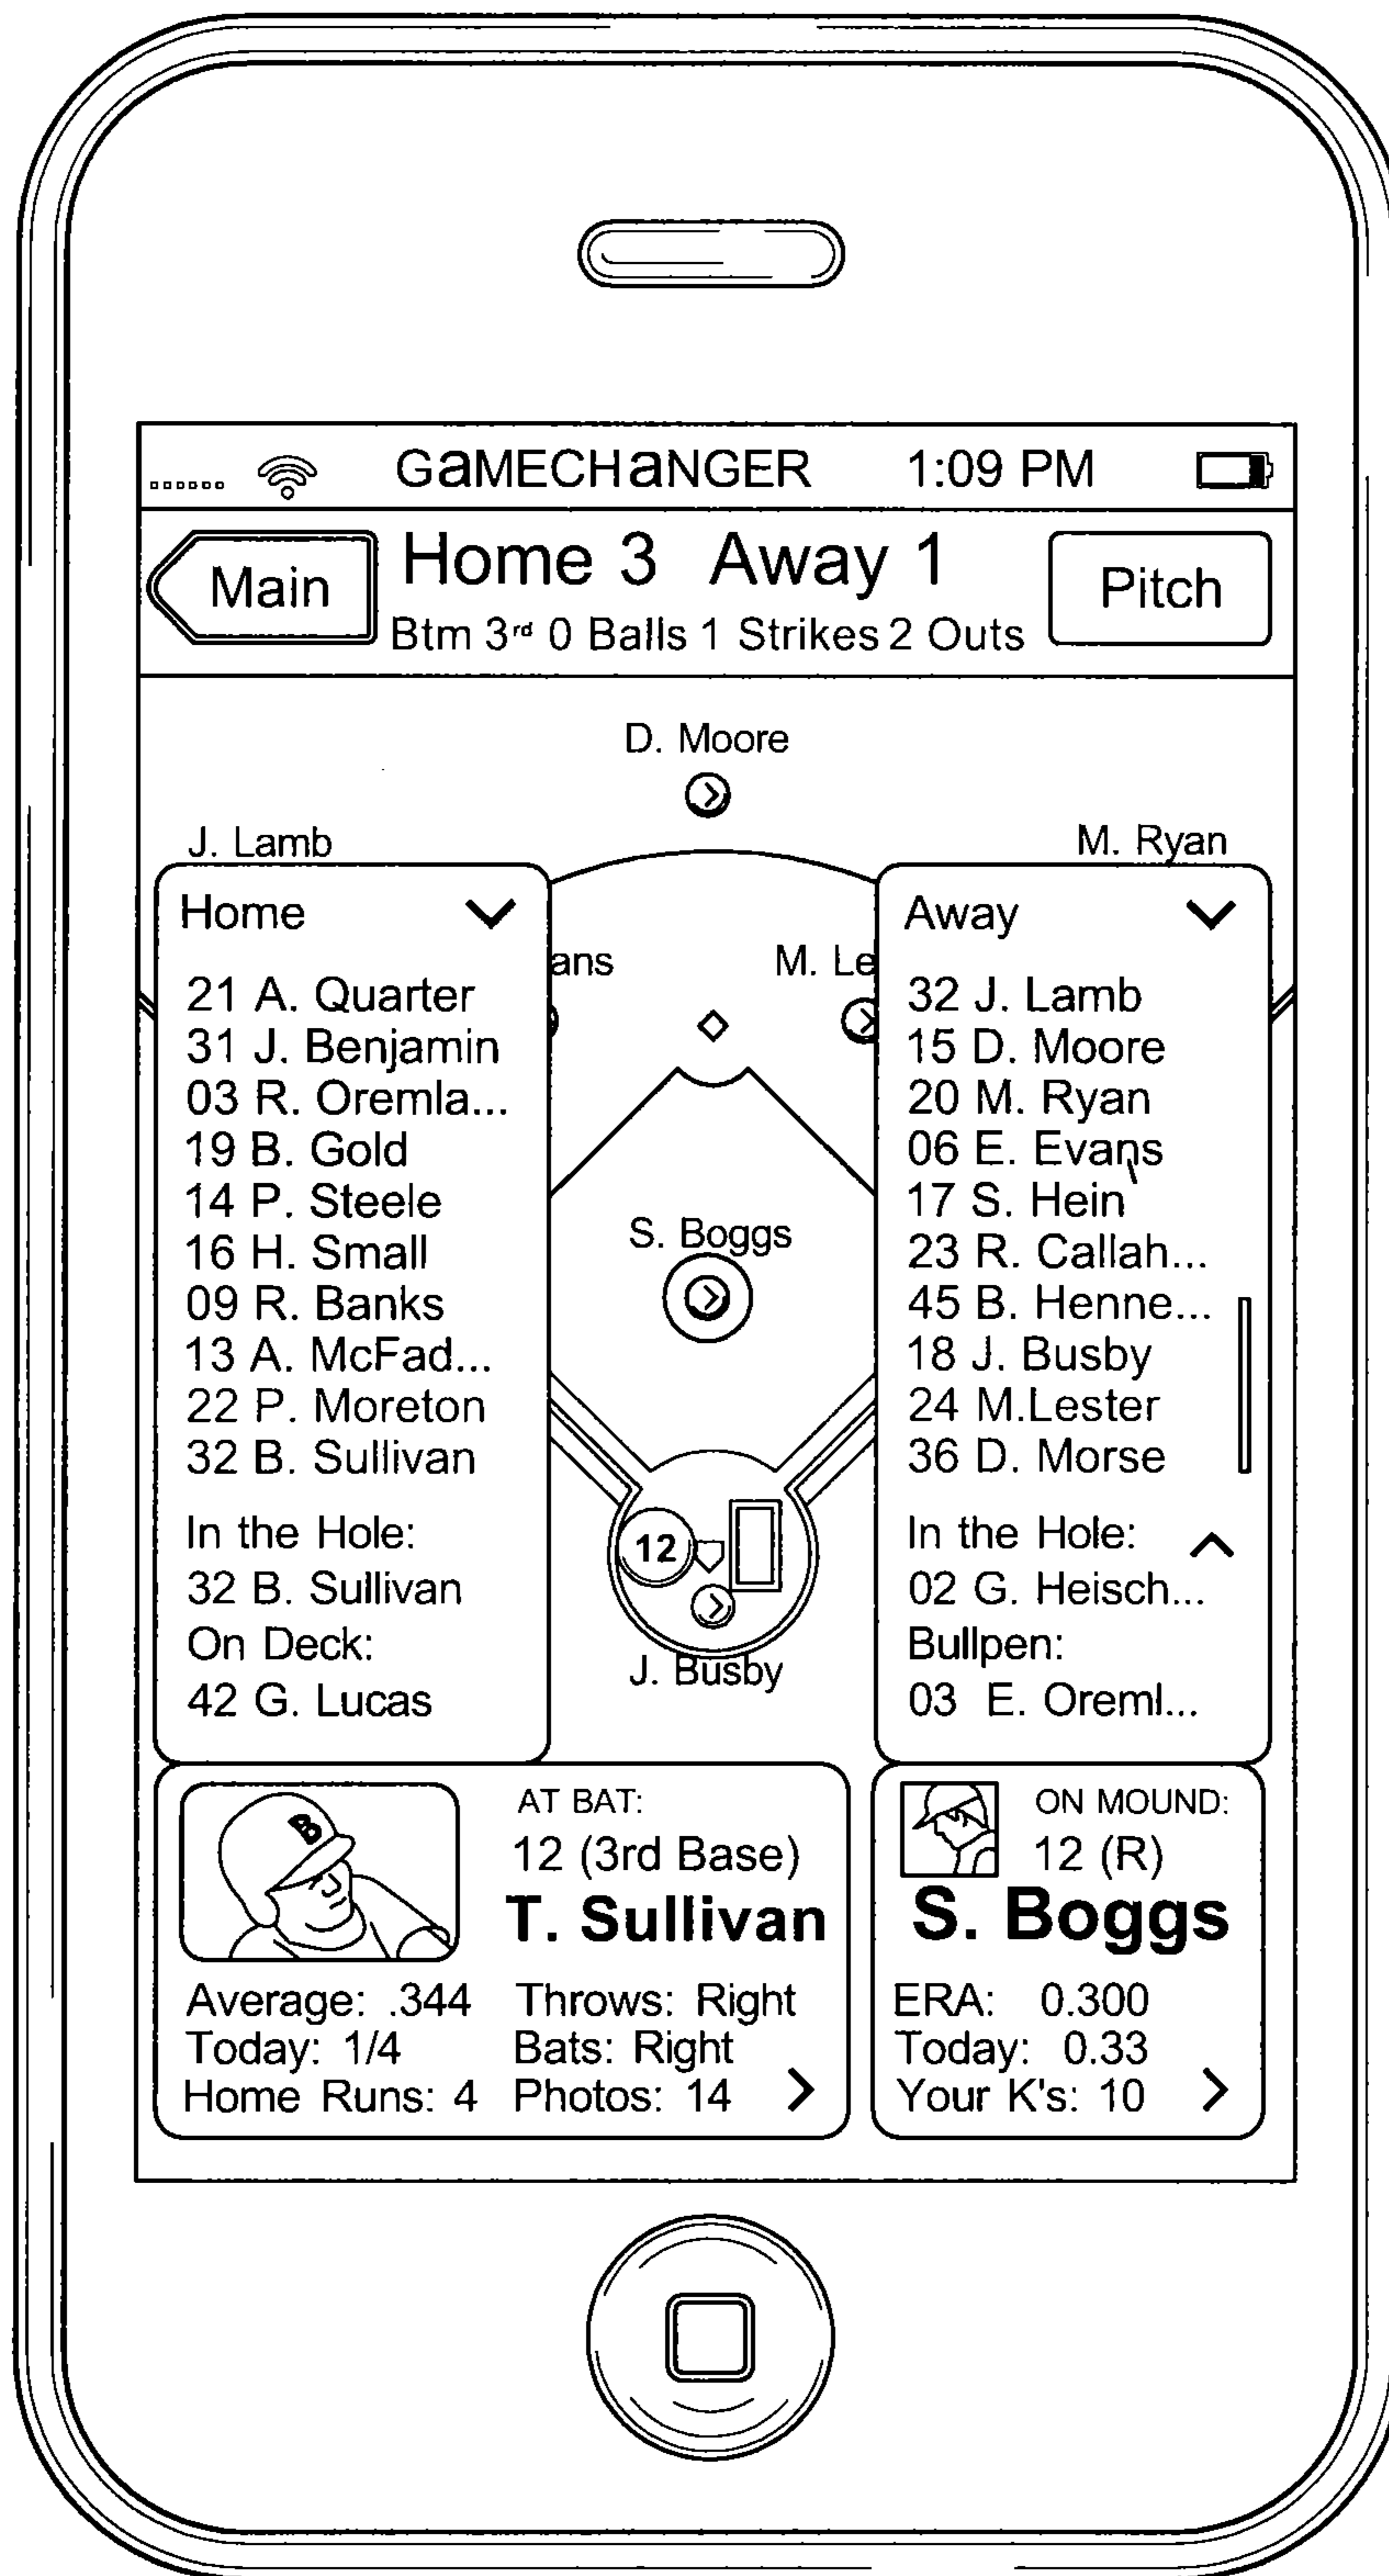 GaMECHaNGER 1:09 PM
Main
Home 3 Away 1
Btm 3rd 0 Balls 1 Strikes 2 Outs
Pitch
D. Moore
J. Lamb
M. Ryan
ans
M. Le
S. Boggs
12
J. Busby
Home
21 A. Quarter
31 J. Benjamin
03 R. Oremla...
19 B. Gold
14 P. Steele
16 H. Small
09 R. Banks
13 A. McFad...
22 P. Moreton
32 B. Sullivan
In the Hole:
32 B. Sullivan
On Deck:
42 G. Lucas
Away
32 J. Lamb
15 D. Moore
20 M. Ryan
06 E. Evans
17 S. Hein
23 R. Callah...
45 B. Henne...
18 J. Busby
24 M.Lester
36 D. Morse
In the Hole:
02 G. Heisch...
Bullpen:
03 E. Oreml...
B
AT BAT:
12 (3rd Base)
T. Sullivan
Average: .344 Throws: Right
Today: 1/4 Bats: Right
Home Runs: 4 Photos: 14
ON MOUND:
12 (R)
S. Boggs
ERA: 0.300
Today: 0.33
Your K's: 10